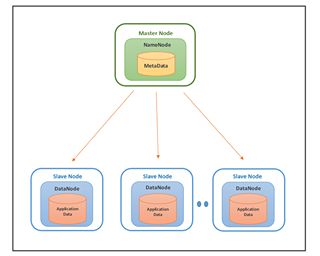 Master Node
NameNode
MetaData
Slave Node
DataNode
Application
Data
Slave Node
DataNode
Application
Data
Slave Node
DataNode
Application
Data